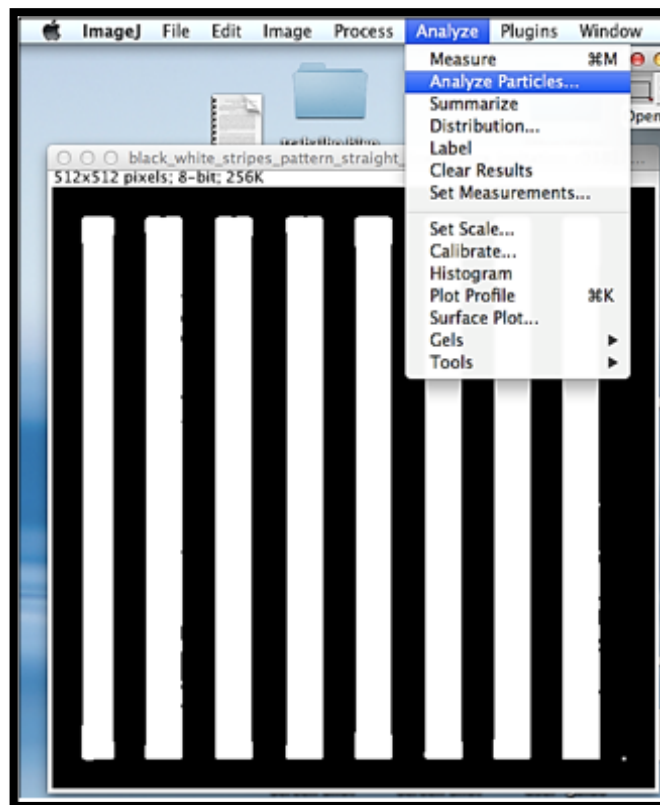 ImageJ File Edit Image Process Analyze Plugins Window
Measure ⌘M
Analyze Particles...
Summarize
Distribution...
Label
Clear Results
Set Measurements...
Set Scale...
Calibrate...
Histogram
Plot Profile ⌘K
Surface Plot...
Gels ▶
Tools ▶
black_white_stripes_pattern_straight_
512x512 pixels; 8-bit; 256K